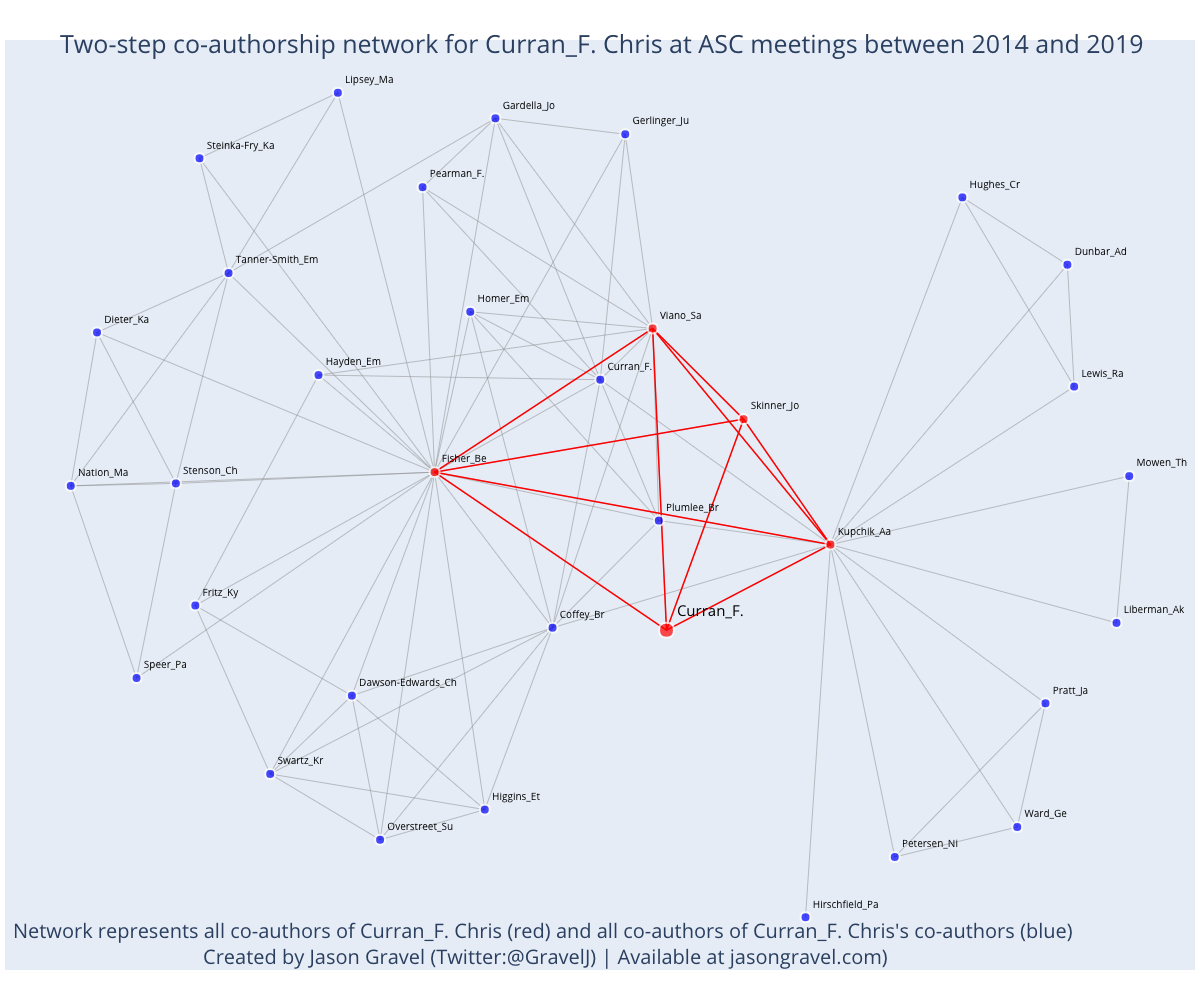 Two-step co-authorship network for Curran_F. Chris at ASC meetings between 2014 and 2019
Lipsey_Ma
Gardella_Jo
Gerlinger_Ju
Steinka-Fry_Ka
Pearman_F.
Hughes_Cr
Dunbar_Ad
Tanner-Smith_Em
Homer_Em
Viano_Sa
Dieter_Ka
Hayden_Em
Curran_F.
Lewis_Ra
Skinner_Jo
Fisher_Be
Mowen_Th
Nation_Ma
Stenson_Ch
Plumlee_Br
Kupchik_Aa
Fritz_Ky
Coffey_Br
Curran_F.
Liberman_Ak
Speer_Pa
Dawson-Edwards_Ch
Pratt_Ja
Swartz_Kr
Higgins_Et
Ward_Ge
Overstreet_Su
Petersen_Ni
Hirschfield_Pa
Network represents all co-authors of Curran_F. Chris (red) and all co-authors of Curran_F. Chris's co-authors (blue)
Created by Jason Gravel (Twitter:@GravelJ) | Available at jasongravel.com)